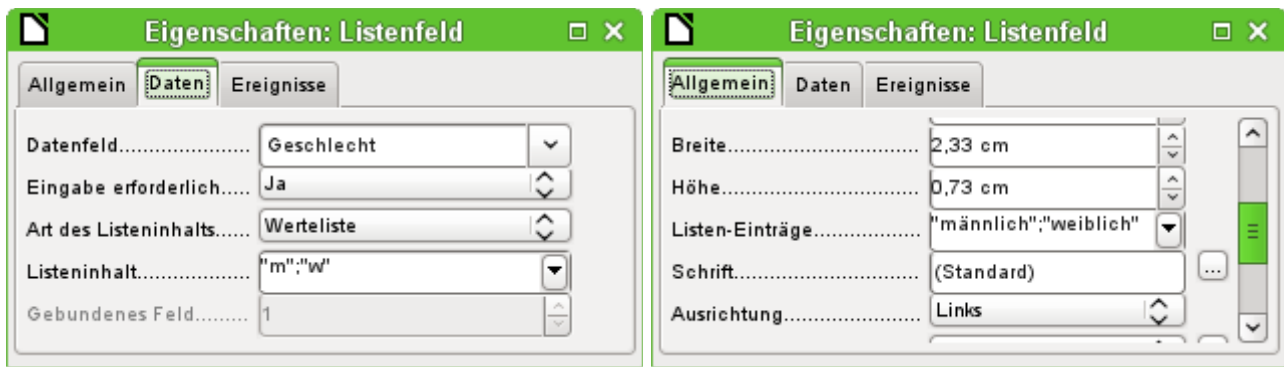 Eigenschaften: Listenfeld
Allgemein Daten Ereignisse
Datenfeld..................... Geschlecht
Eingabe erforderlich..... Ja
Art des Listeninhalts...... Werteliste
Listeninhalt................... "m";"w"
Gebundenes Feld......... 1
Eigenschaften: Listenfeld
Allgemein Daten Ereignisse
Breite................................ 2,33 cm
Höhe................................. 0,73 cm
Listen-Einträge................ "männlich";"weiblich"
Schrift............................... (Standard) ...
Ausrichtung...................... Links